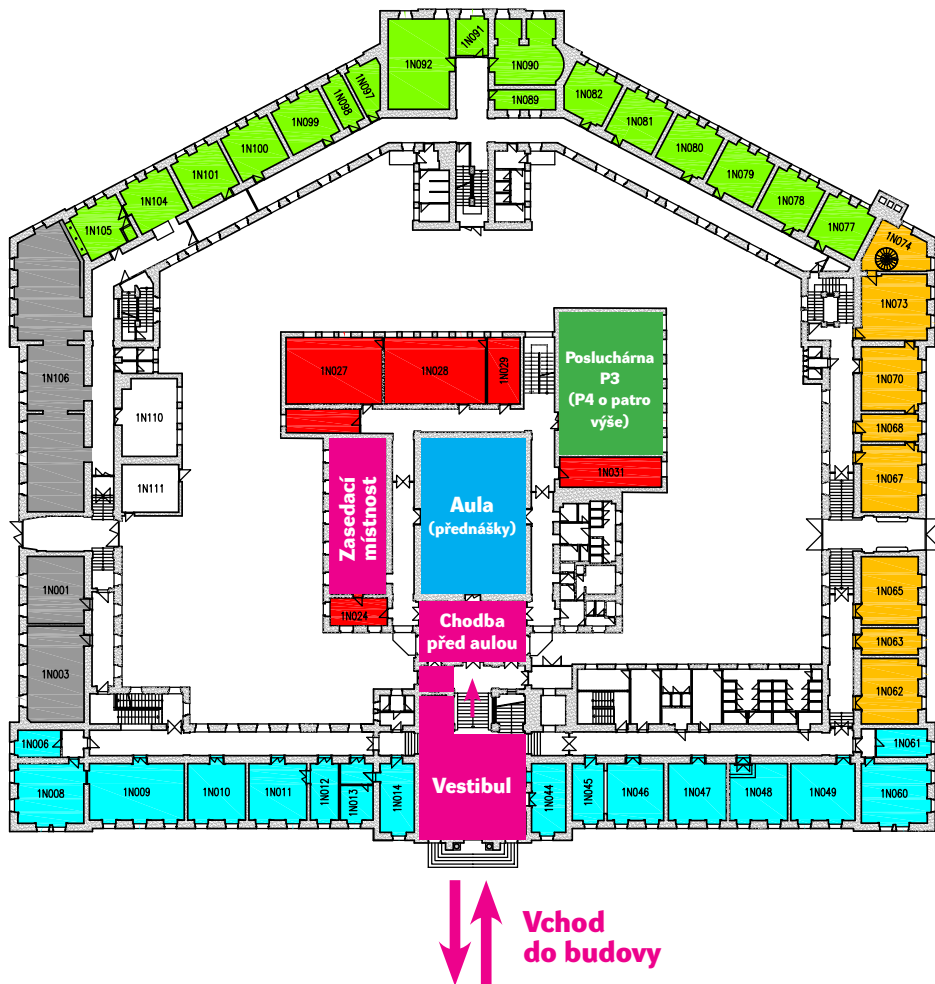 1N091
1N092
1N090
1N097
1N098
1N089
1N082
1N099
1N081
1N100
1N080
1N101
1N079
1N104
1N078
1N105
1N077
1N074
1N073
1N106
1N027
1N028
1N029
Posluchárna
P3
(P4 o patro
výše)
1N070
1N068
1N067
1N110
1N111
1N031
Zasedací
místnost
Aula
(přednášky)
1N001
1N065
1N024
Chodba
před aulou
1N063
1N003
1N062
1N006
1N061
1N008
1N009
1N010
1N011
1N012
1N013
1N014
Vestibul
1N044
1N045
1N046
1N047
1N048
1N049
1N060
Vchod
do budovy